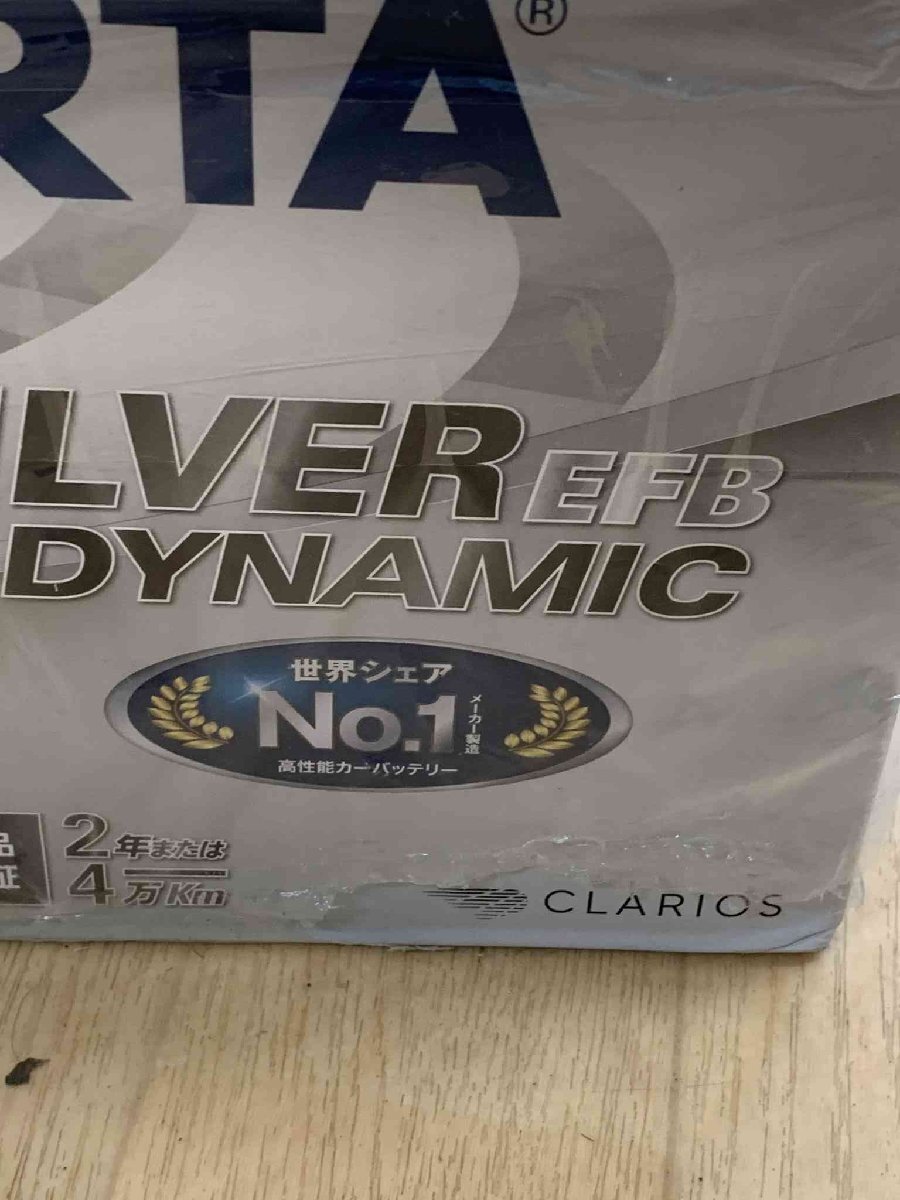 RTA®
ILVER EFB
DYNAMIC
世界シェア
No.1
メーカー製造
高性能カーバッテリー
品
証
2年または
4万Km
CLARIOS